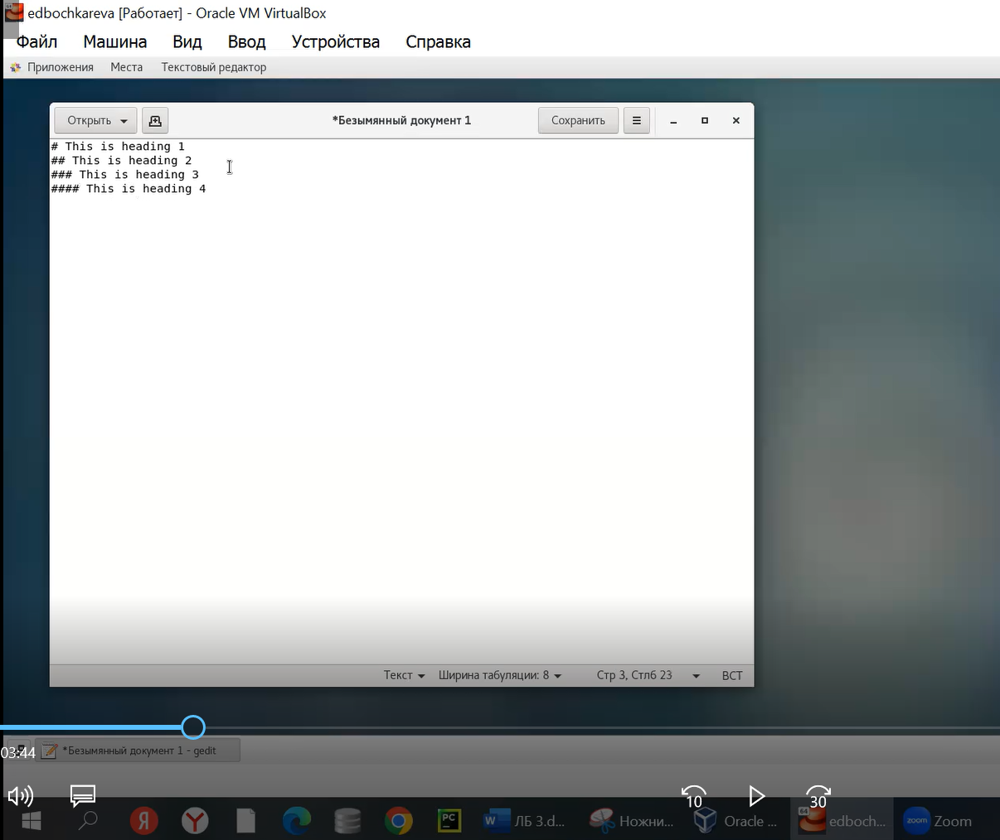 edbochkareva [Работает] - Oracle VM VirtualBox
Файл Машина Вид Ввод Устройства Справка
Приложения Места Текстовый редактор
Открыть *Безымянный документ 1 Сохранить
# This is heading 1
## This is heading 2
### This is heading 3
#### This is heading 4
Текст Ширина табуляции: 8 Стр 3, Стлб 23 ВСТ
03:44 *Безымянный документ 1 - gedit
10 30
Я Y PC W ЛБ 3.d... Ножни... Oracle ... 64 edboch... zoom Zoom